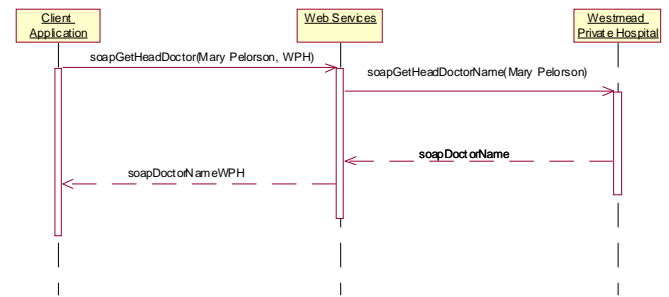 Client
Application
Web Services
Westmead
Private Hospital
soapGetHeadDoctor(Mary Pelorson, WPH)
soapGetHeadDoctorName(Mary Pelorson)
soapDoctorName
soapDoctorNameWPH